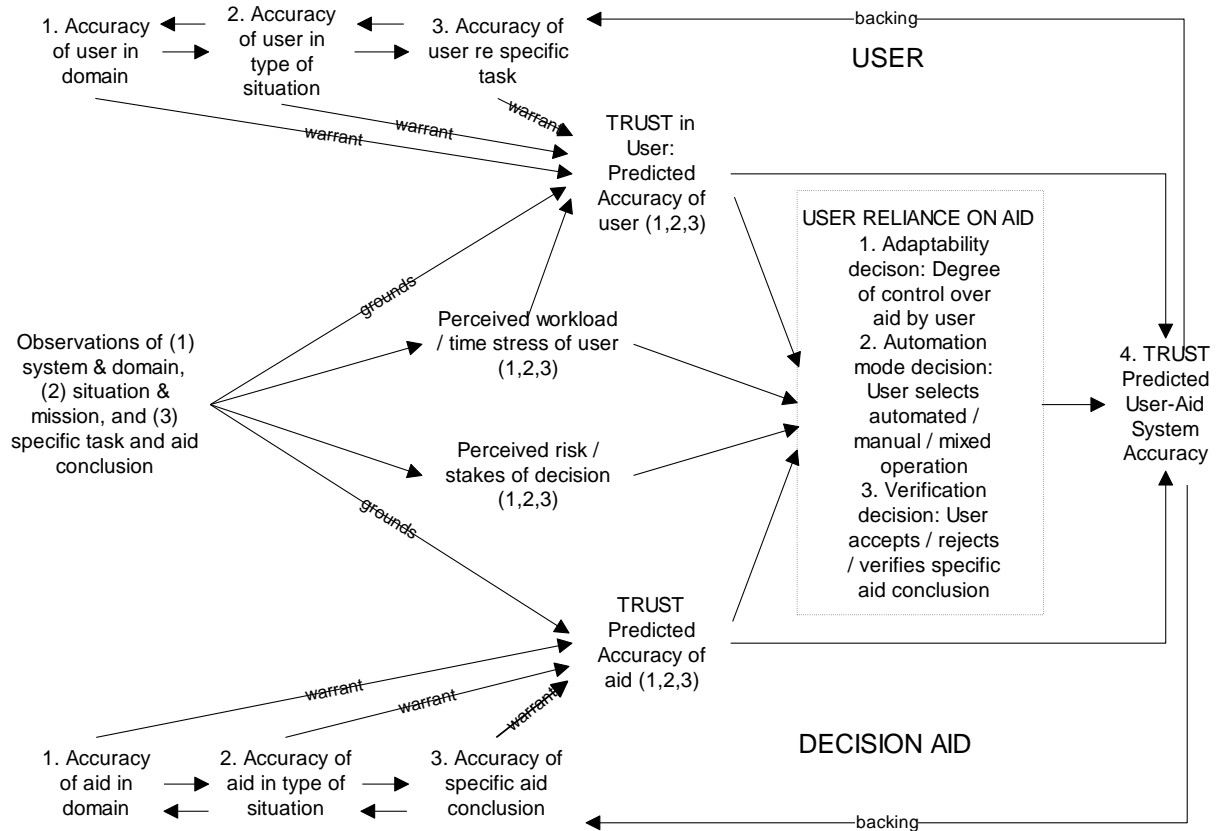 1. Accuracy
of user in
domain
2. Accuracy
of user in
type of
situation
3. Accuracy of
user re specific
task
backing
USER
warrant
warrant
warrant
TRUST in
User:
Predicted
Accuracy of
user (1,2,3)
grounds
Observations of (1)
system & domain,
(2) situation &
mission, and (3)
specific task and aid
conclusion
Perceived workload
/ time stress of user
(1,2,3)
Perceived risk /
stakes of decision
(1,2,3)
USER RELIANCE ON AID
1. Adaptability
decison: Degree
of control over
aid by user
2. Automation
mode decision:
User selects
automated /
manual / mixed
operation
3. Verification
decision: User
accepts / rejects
/ verifies specific
aid conclusion
4. TRUST
Predicted
User-Aid
System
Accuracy
grounds
TRUST
Predicted
Accuracy of
aid (1,2,3)
warrant
warrant
warrant
1. Accuracy
of aid in
domain
2. Accuracy of
aid in type of
situation
3. Accuracy of
specific aid
conclusion
DECISION AID
backing